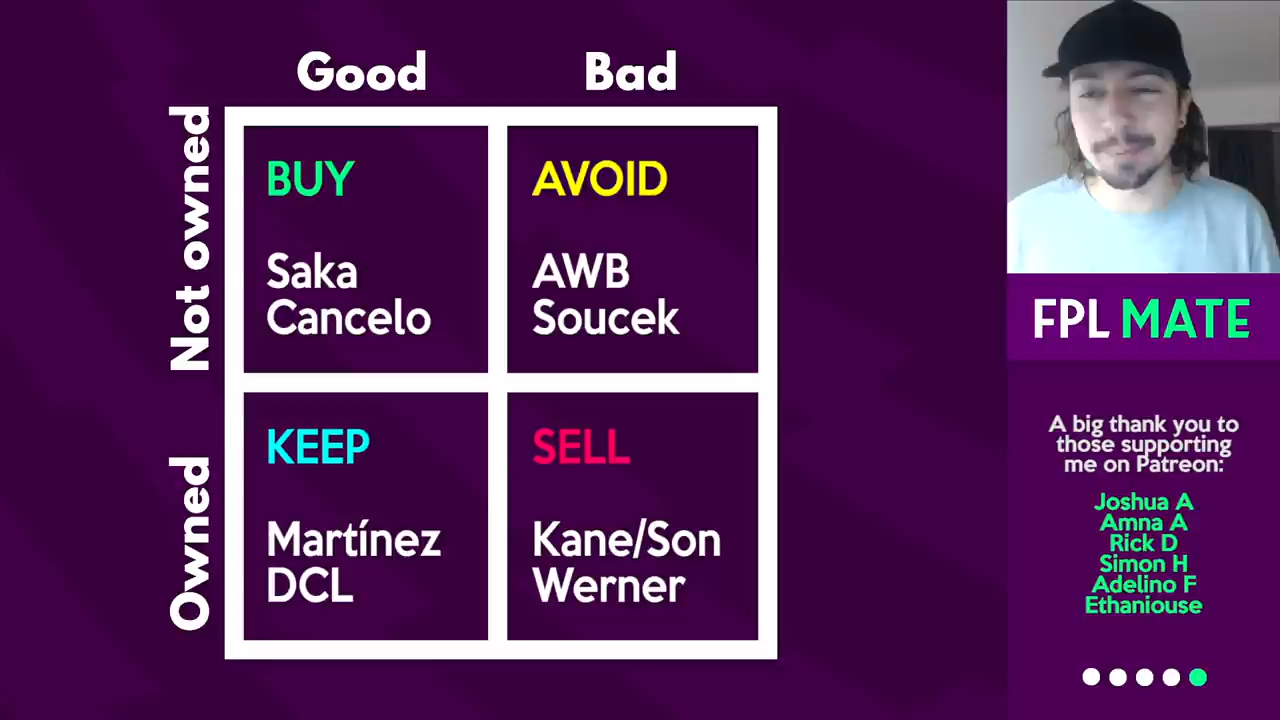 Good Bad
Not owned
BUY
Saka
Cancelo
AVOID
AWB
Soucek
Owned
KEEP
Martínez
DCL
SELL
Kane/Son
Werner
FPL MATE
A big thank you to
those supporting
me on Patreon:
Joshua A
Amna A
Rick D
Simon H
Adelino F
Ethaniouse